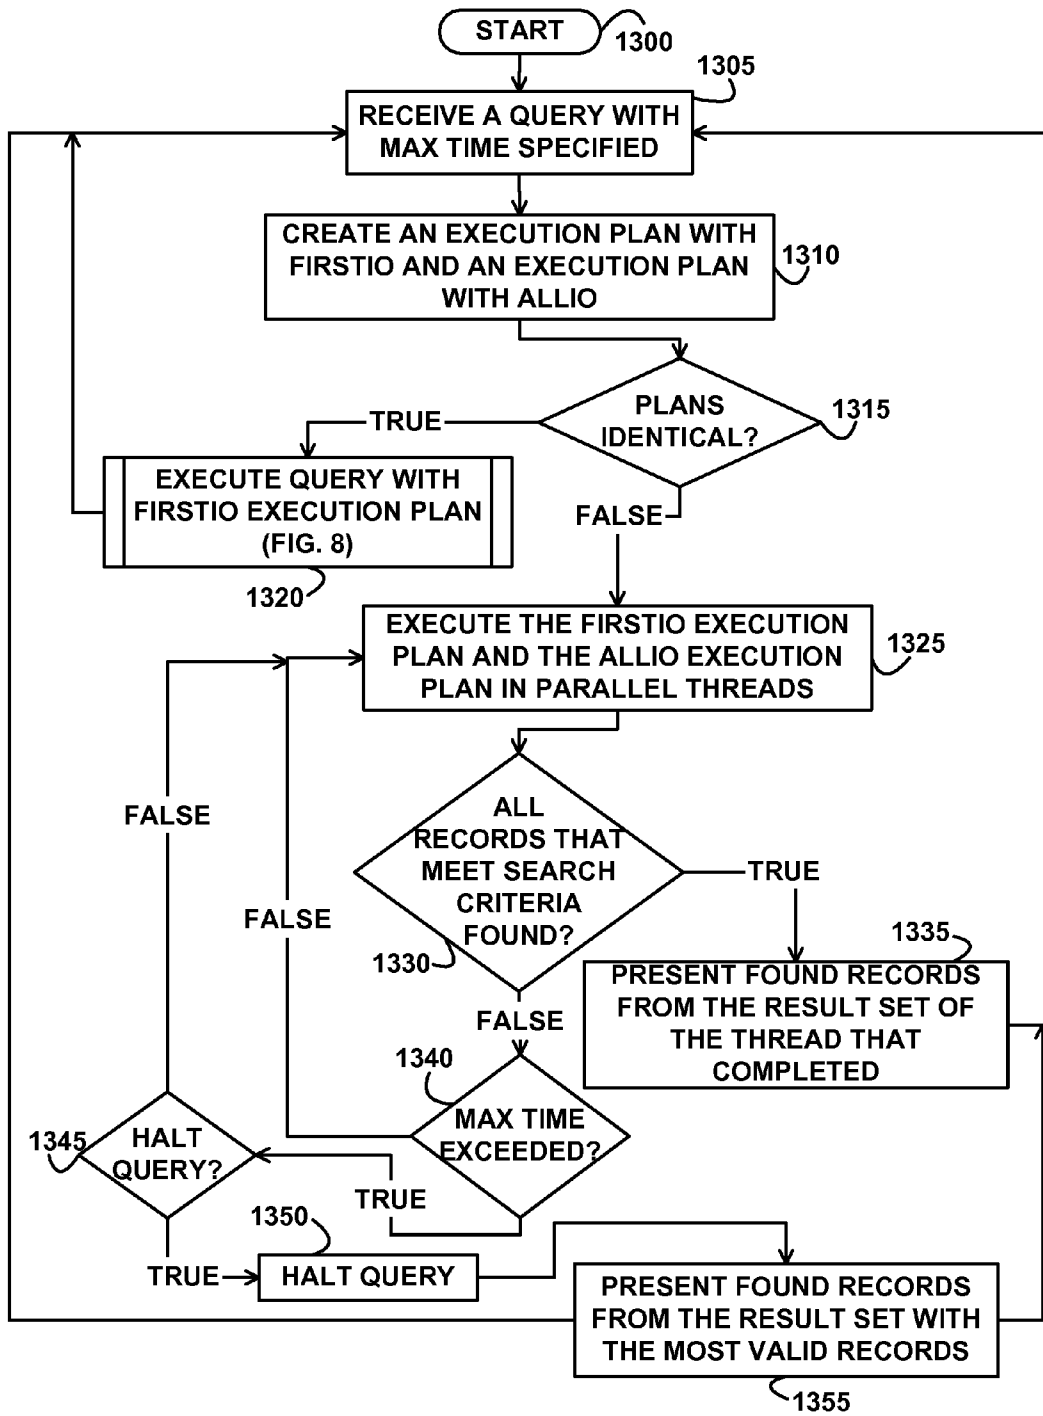 START
1300
1305
RECEIVE A QUERY WITH
MAX TIME SPECIFIED
CREATE AN EXECUTION PLAN WITH
FIRSTIO AND AN EXECUTION PLAN
WITH ALLIO
1310
PLANS
IDENTICAL?
1315
TRUE
EXECUTE QUERY WITH
FIRSTIO EXECUTION PLAN
(FIG. 8)
1320
FALSE
EXECUTE THE FIRSTIO EXECUTION
PLAN AND THE ALLIO EXECUTION
PLAN IN PARALLEL THREADS
1325
FALSE
ALL
RECORDS THAT
MEET SEARCH
CRITERIA
FOUND?
1330
TRUE
FALSE
1335
PRESENT FOUND RECORDS
FROM THE RESULT SET OF
THE THREAD THAT
COMPLETED
FALSE
1340
MAX TIME
EXCEEDED?
1345
HALT
QUERY?
TRUE
1350
TRUE
HALT QUERY
PRESENT FOUND RECORDS
FROM THE RESULT SET WITH
THE MOST VALID RECORDS
1355